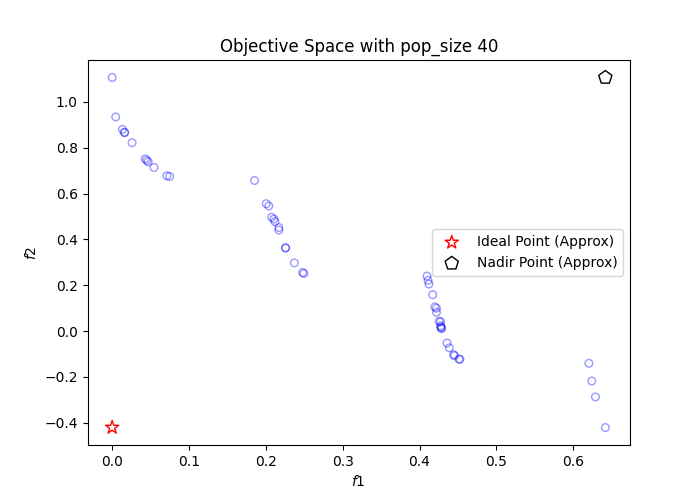 Objective Space with pop_size 40
1.0
0.8
0.6
0.4
0.2
0.0
−0.2
−0.4
f2
Ideal Point (Approx)
Nadir Point (Approx)
0.0 0.1 0.2 0.3 0.4 0.5 0.6
f1